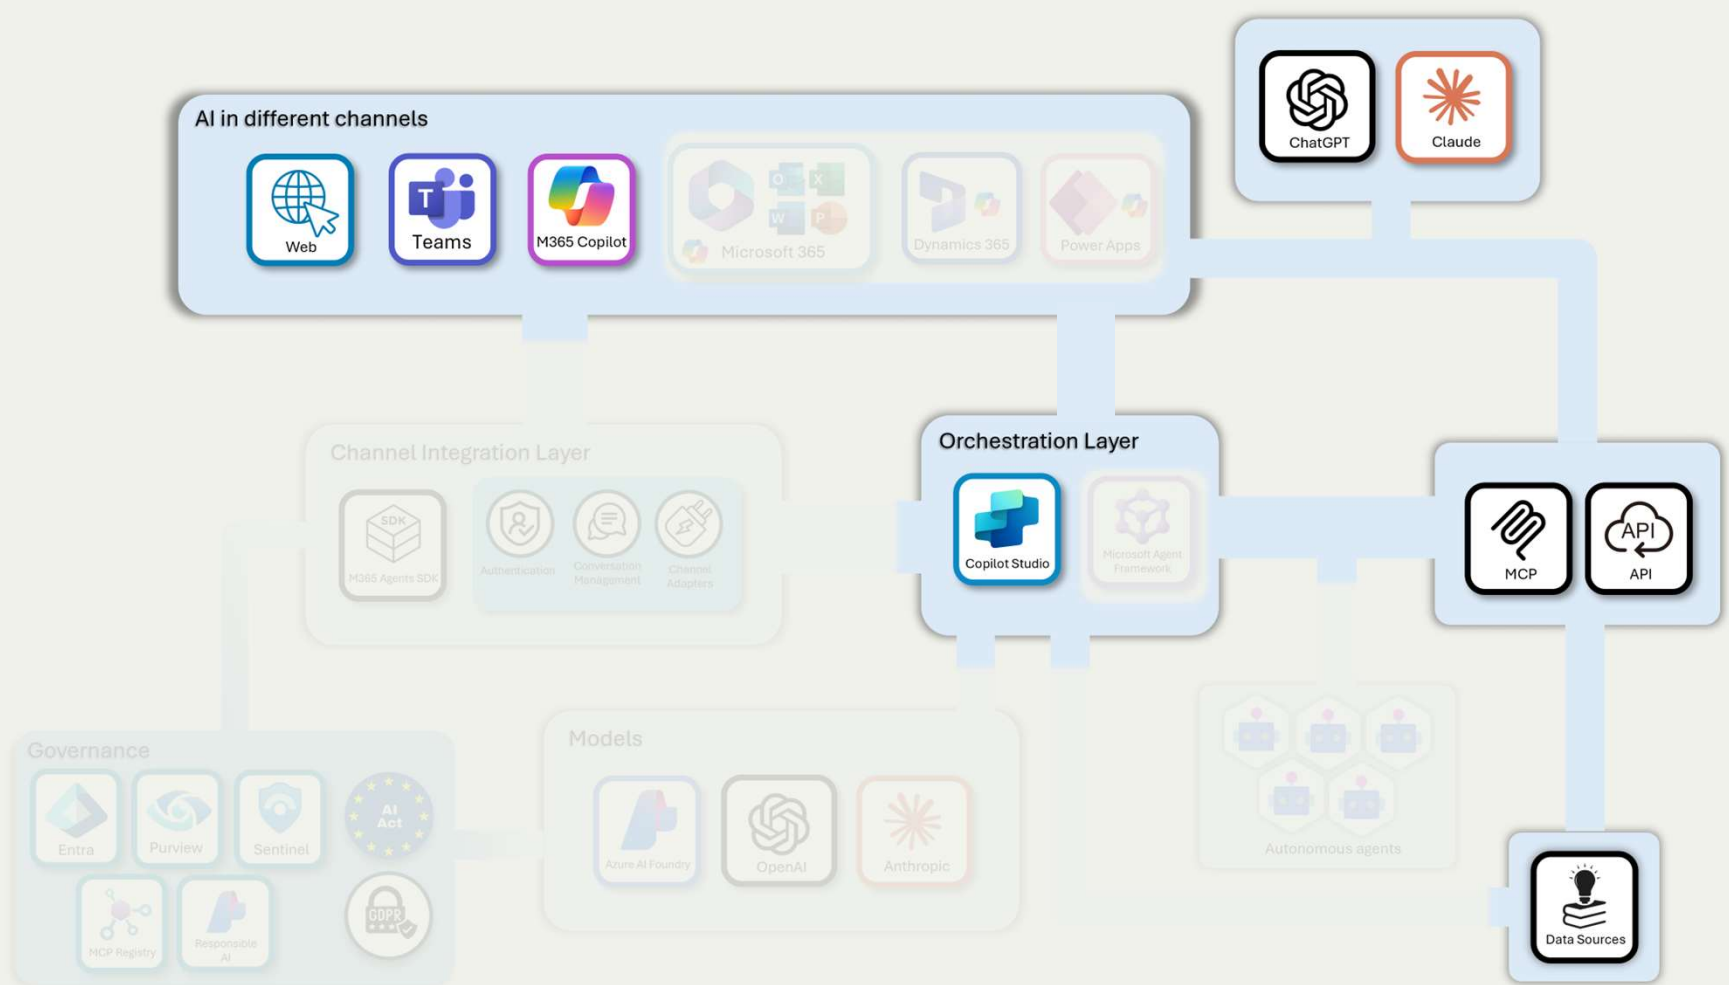 ChatGPT
Claude
AI in different channels
Web
Teams
M365 Copilot
O
X
W
P
Microsoft 365
Dynamics 365
Power Apps
Channel Integration Layer
SDK
M365 Agents SDK
Authentication
Conversation
Management
Channel
Adapters
Orchestration Layer
Copilot Studio
Microsoft Agent
Framework
MCP
API
API
Governance
Entra
Purview
Sentinel
AI
Act
MCP Registry
Responsible
AI
GDPR
Models
Azure AI Foundry
OpenAI
Anthropic
Autonomous agents
Data Sources